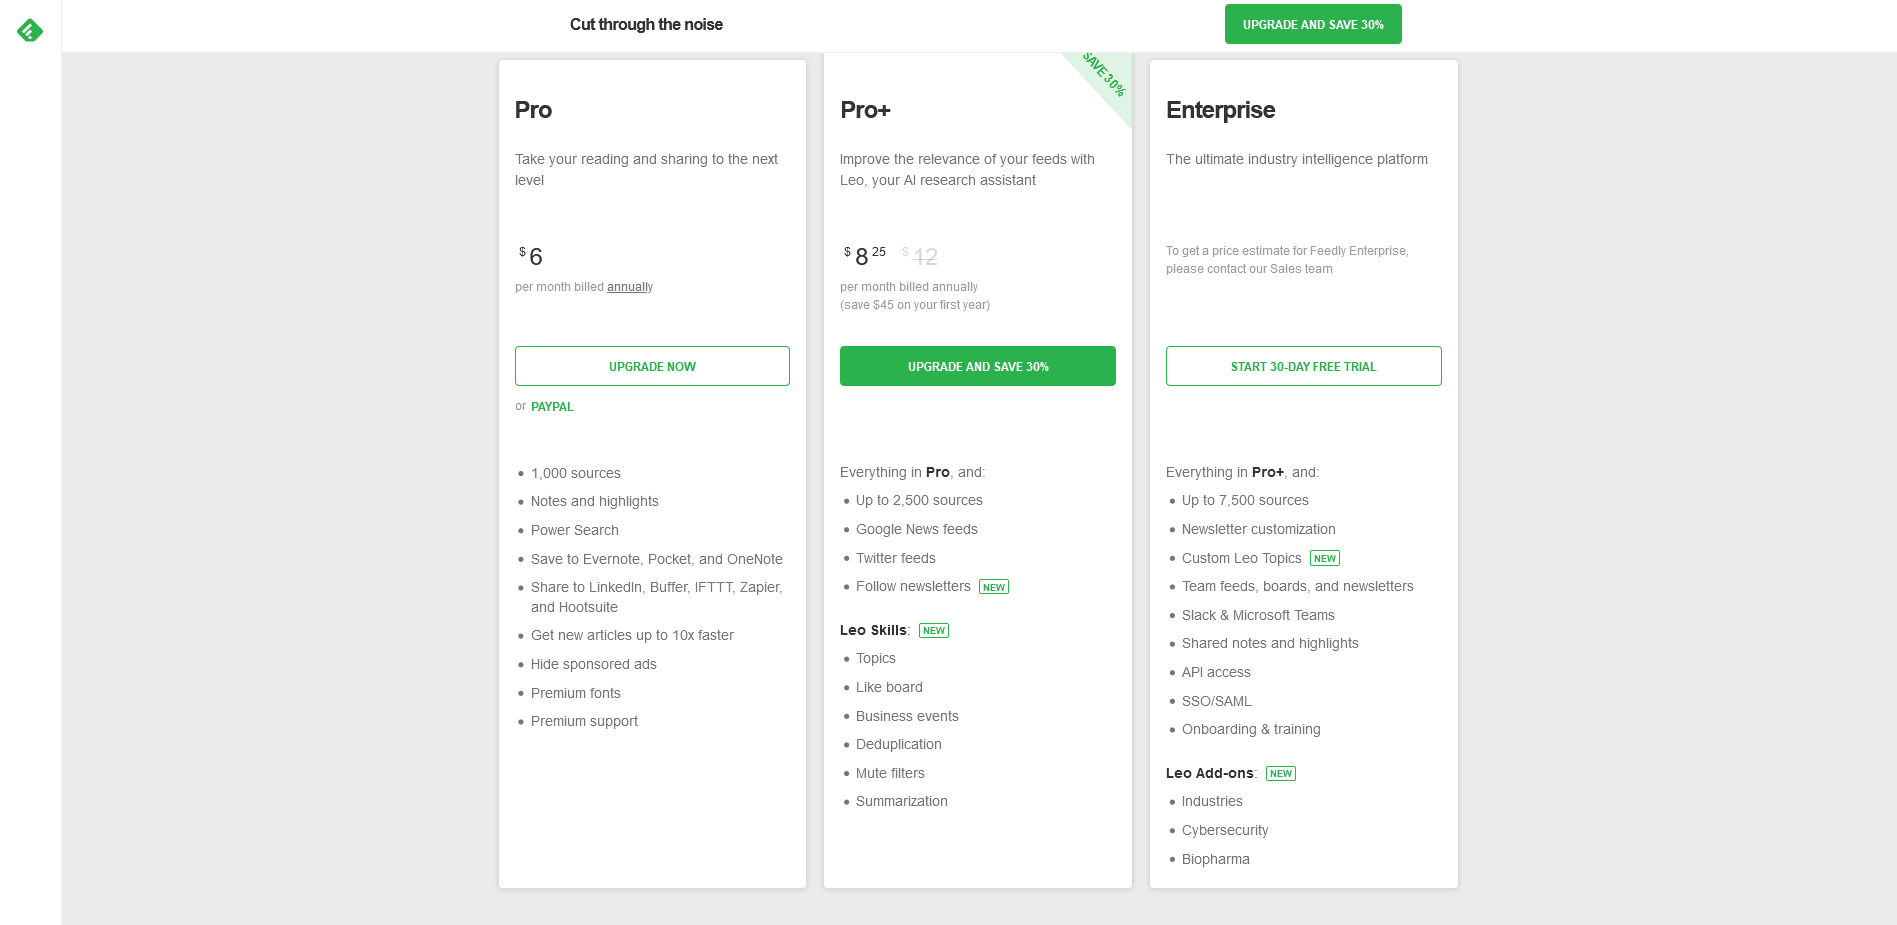 Cut through the noise
UPGRADE AND SAVE 30%
Pro
Take your reading and sharing to the next
level
$ 6
per month billed annually
UPGRADE NOW
or PAYPAL
1,000 sources
Notes and highlights
Power Search
Save to Evernote, Pocket, and OneNote
Share to LinkedIn, Buffer, IFTTT, Zapier,
and Hootsuite
Get new articles up to 10x faster
Hide sponsored ads
Premium fonts
Premium support
SAVE 30%
Pro+
Improve the relevance of your feeds with
Leo, your AI research assistant
$ 8 25 $ 12
per month billed annually
(save $45 on your first year)
UPGRADE AND SAVE 30%
Everything in Pro, and:
Up to 2,500 sources
Google News feeds
Twitter feeds
Follow newsletters NEW
Leo Skills: NEW
Topics
Like board
Business events
Deduplication
Mute filters
Summarization
Enterprise
The ultimate industry intelligence platform
To get a price estimate for Feedly Enterprise,
please contact our Sales team
START 30-DAY FREE TRIAL
Everything in Pro+, and:
Up to 7,500 sources
Newsletter customization
Custom Leo Topics NEW
Team feeds, boards, and newsletters
Slack & Microsoft Teams
Shared notes and highlights
API access
SSO/SAML
Onboarding & training
Leo Add-ons: NEW
Industries
Cybersecurity
Biopharma